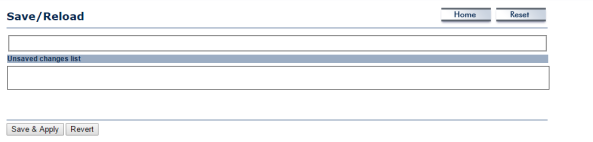 Save/Reload
Home
Reset
Unsaved changes list
Save & Apply
Revert